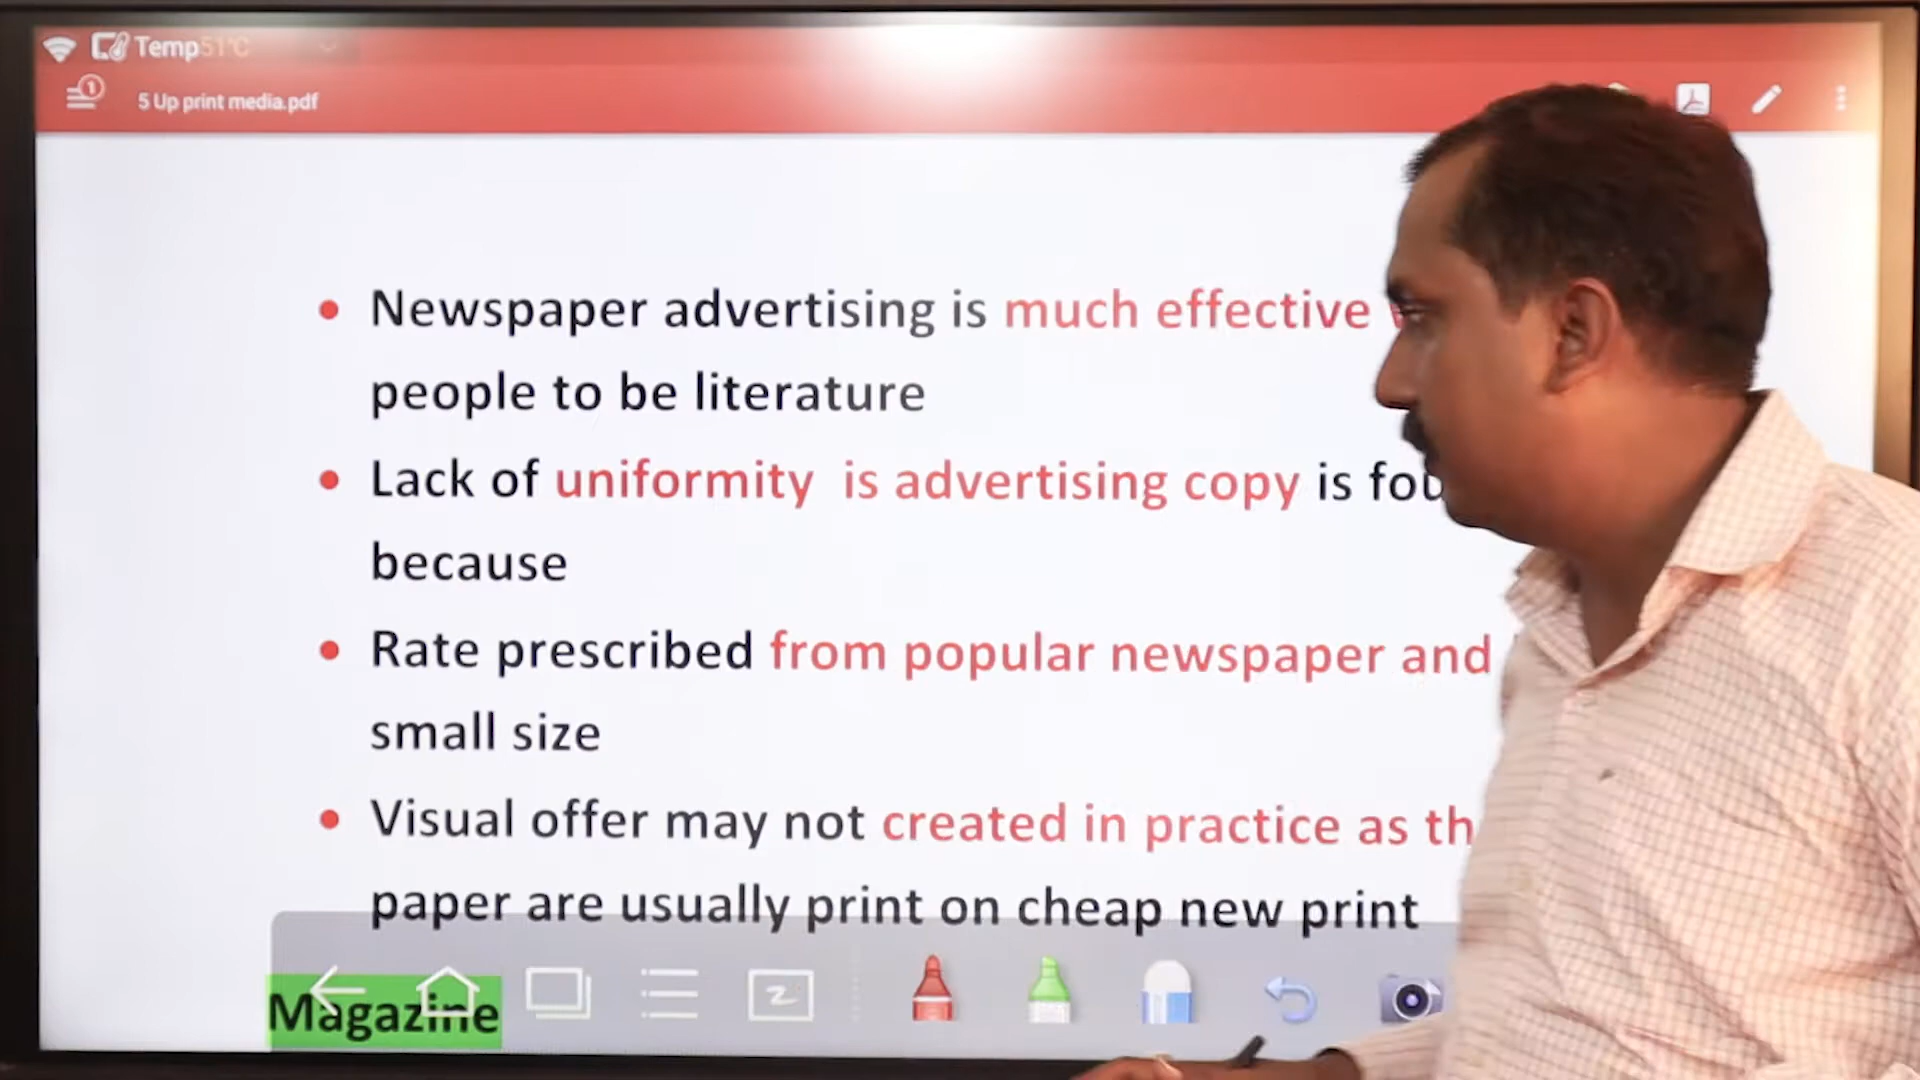 Temp51°C
5 Up print media.pdf
• Newspaper advertising is much effective
people to be literature
• Lack of uniformity is advertising copy is
because
• Rate prescribed from popular newspaper and
small size
• Visual offer may not created in practice as
paper are usually print on cheap new print
Magazine